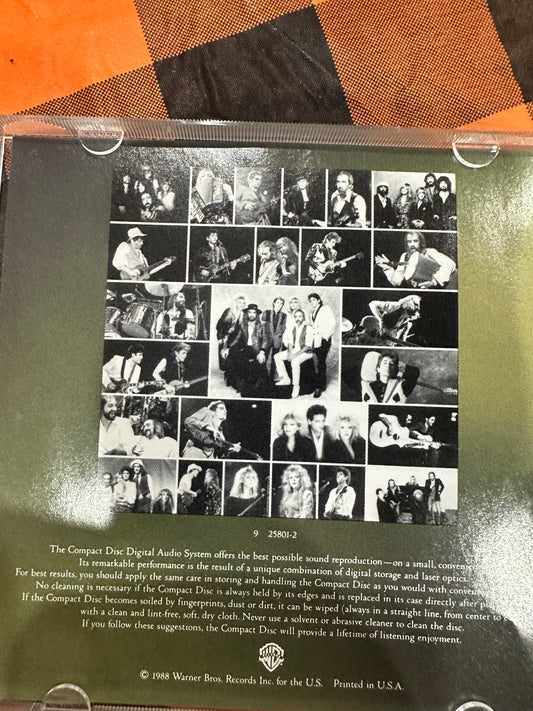 9 25801-2
The Compact Disc Digital Audio System offers the best possible sound reproduction—on a small,
Its remarkable performance is the result of a unique combination of digital storage and laser optics.
For best results, you should apply the same care in storing and handling the Compact Disc as you would with
No cleaning is necessary if the Compact Disc is always held by its edges and is replaced in its case directly after
If the Compact Disc becomes soiled by fingerprints, dust or dirt, it can be wiped (always in a straight line, from center to
with a clean and lint-free, soft, dry cloth. Never use a solvent or abrasive cleaner to clean the disc.
If you follow these suggestions, the Compact Disc will provide a lifetime of listening enjoyment.
© 1988 Warner Bros. Records Inc. for the U.S. Printed in U.S.A.